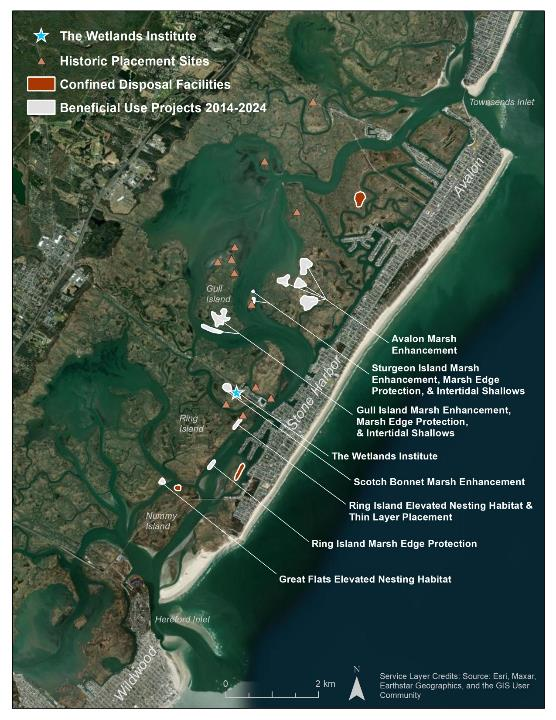 The Wetlands Institute
Historic Placement Sites
Confined Disposal Facilities
Beneficial Use Projects 2014-2024
Townsends Inlet
Avalon
Gull
Island
Avalon Marsh
Enhancement
Sturgeon Island Marsh
Enhancement, Marsh Edge
Protection, & Intertidal Shallows
Stone Harbor
Gull Island Marsh Enhancement,
Marsh Edge Protection,
& Intertidal Shallows
Ring
Island
The Wetlands Institute
Scotch Bonnet Marsh Enhancement
Ring Island Elevated Nesting Habitat &
Thin Layer Placement
Nummy
Island
Ring Island Marsh Edge Protection
Great Flats Elevated Nesting Habitat
Hereford Inlet
Wildwood
0 2 km
N
Service Layer Credits: Source: Esri, Maxar,
Earthstar Geographics, and the GIS User
Community